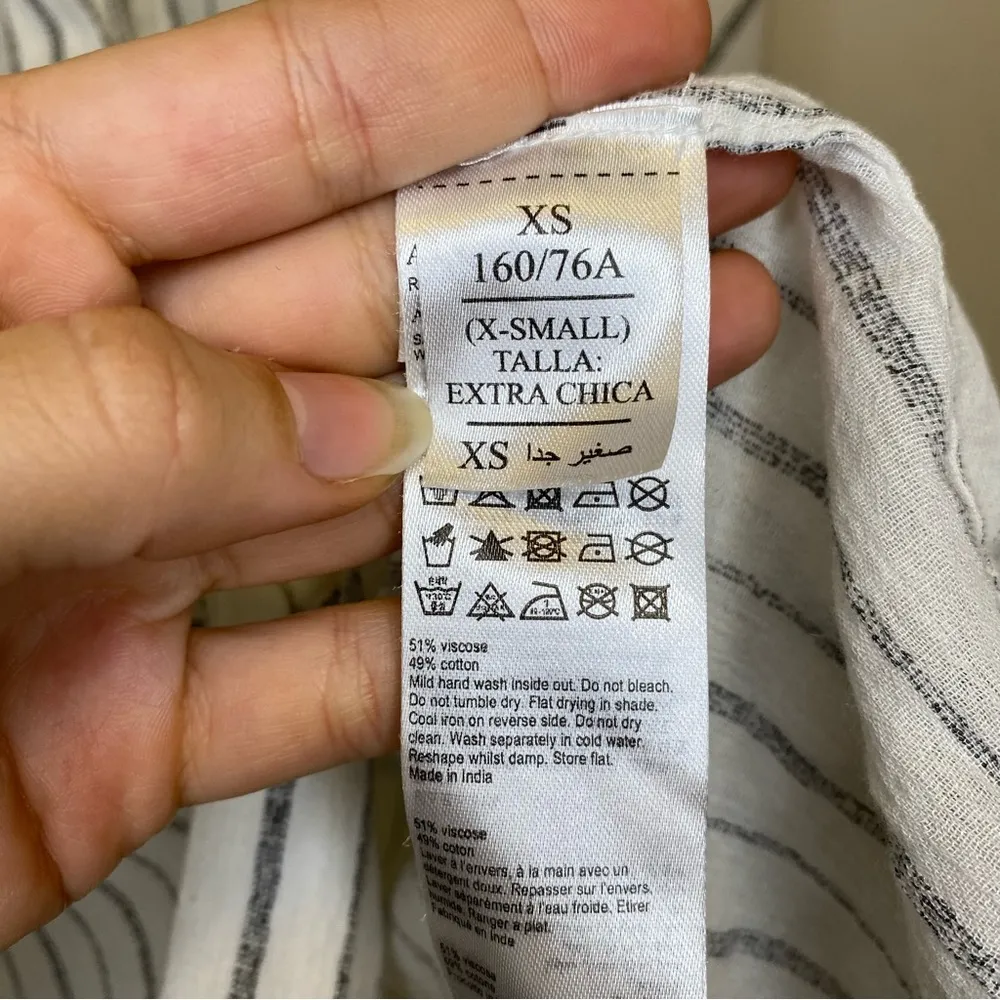 XS
160/76A
(X-SMALL)
TALLA:
EXTRA CHICA
XS صغير جدا
51% viscose
49% cotton
Mild hand wash inside out. Do not bleach.
Do not tumble dry. Flat drying in shade.
Cool iron on reverse side. Do not dry
clean. Wash separately in cold water.
Reshape whilst damp. Store flat.
Made in India
51% viscose
49% coton
Laver à l'envers, à la main avec un
détergent doux. Repasser sur l'envers.
Laver séparément à l'eau froide. Etirer
humide. Ranger a plat.
Fabriqué en Inde
51% viscosa